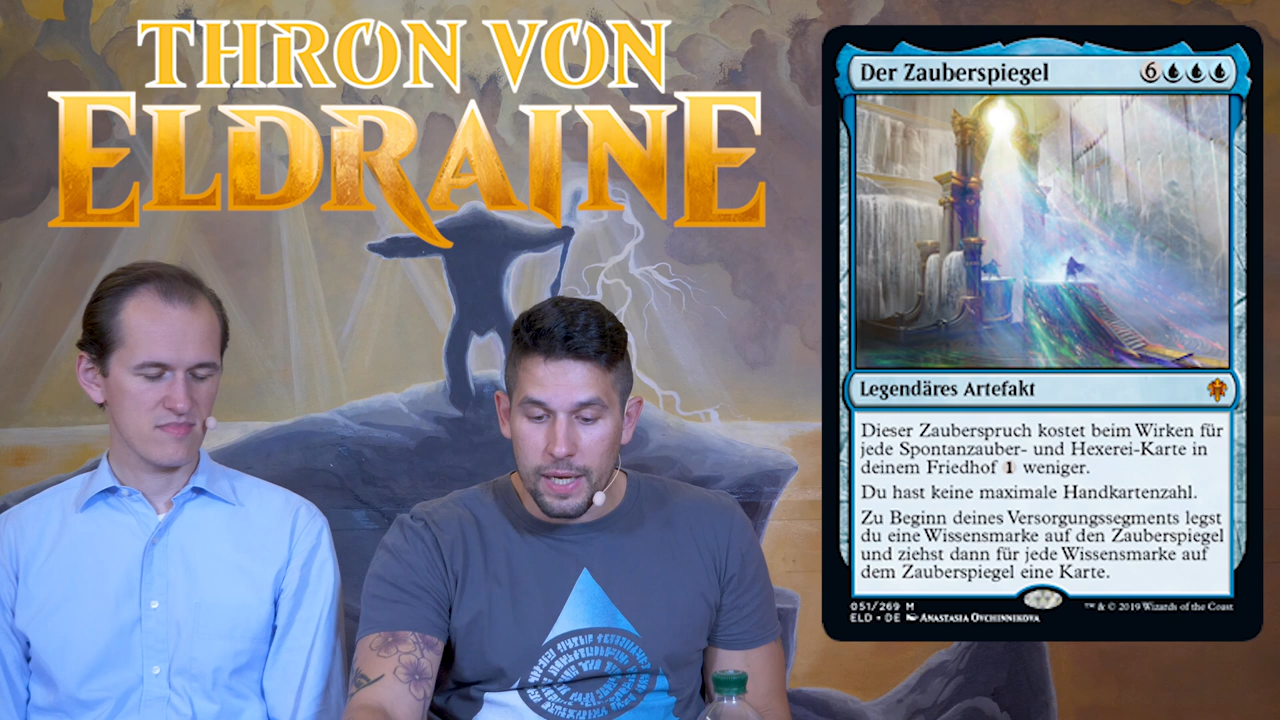 THRON VON
ELDRAINE
Der Zauberspiegel 6
Legendäres Artefakt
Dieser Zauberspruch kostet beim Wirken für
jede Spontanzauber- und Hexerei-Karte in
deinem Friedhof 1 weniger.
Du hast keine maximale Handkartenzahl.
Zu Beginn deines Versorgungssegments legst
du eine Wissensmarke auf den Zauberspiegel
und ziehst dann für jede Wissensmarke auf
dem Zauberspiegel eine Karte.
051/269 M
ELD • DE ANASTASIA OVCHINNIKOVA
™ & © 2019 Wizards of the Coast